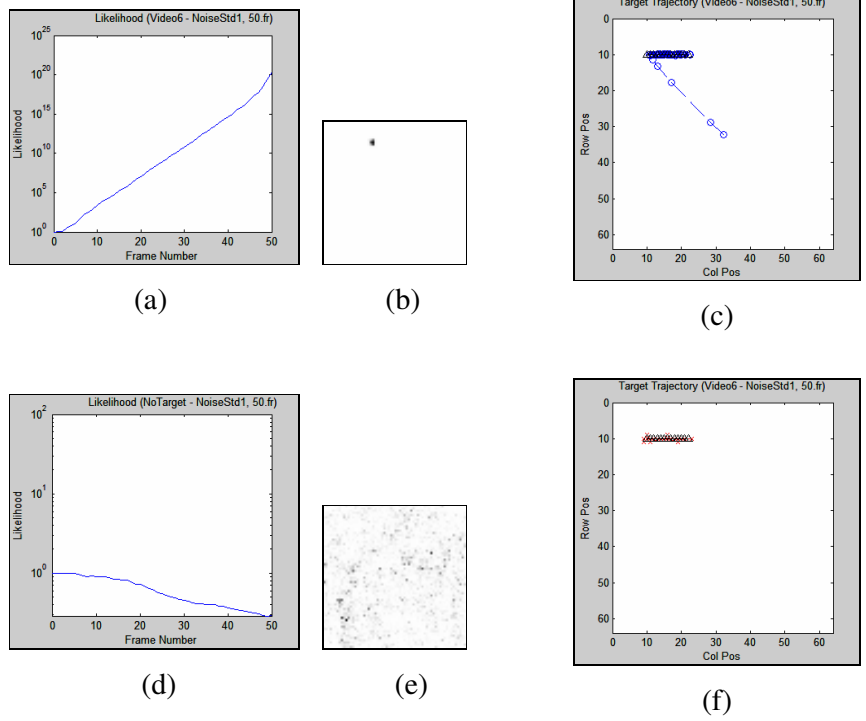 Likelihood (Video6 - NoiseStd1, 50.fr)
Likelihood
10^25
10^20
10^15
10^10
10^5
10^0
0 10 20 30 40 50
Frame Number
(a)
(b)
Target Trajectory (Video6 - NoiseStd1, 50.fr)
Row Pos
0
10
20
30
40
50
60
0 10 20 30 40 50 60
Col Pos
(c)
Likelihood (NoTarget - NoiseStd1, 50.fr)
Likelihood
10^2
10^1
10^0
0 10 20 30 40 50
Frame Number
(d)
(e)
Target Trajectory (Video6 - NoiseStd1, 50.fr)
Row Pos
0
10
20
30
40
50
60
0 10 20 30 40 50 60
Col Pos
(f)